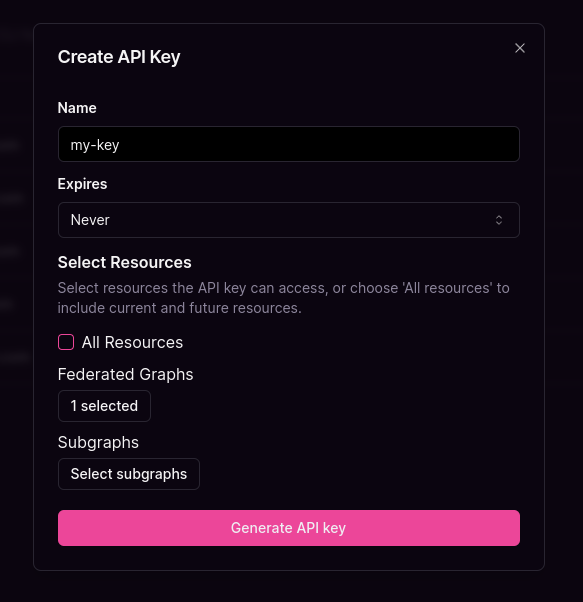 Create API Key
Name
my-key
Expires
Never
Select Resources
Select resources the API key can access, or choose 'All resources' to
include current and future resources.
All Resources
Federated Graphs
1 selected
Subgraphs
Select subgraphs
Generate API key